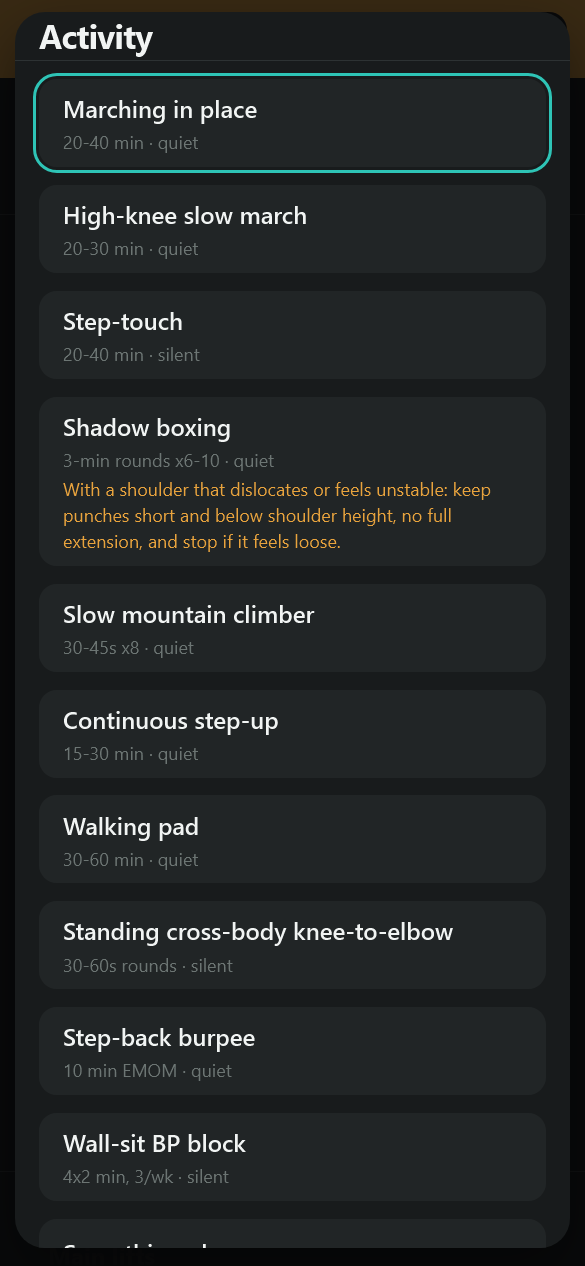 Activity
Marching in place
20-40 min · quiet
High-knee slow march
20-30 min · quiet
Step-touch
20-40 min · silent
Shadow boxing
3-min rounds x6-10 · quiet
With a shoulder that dislocates or feels unstable: keep
punches short and below shoulder height, no full
extension, and stop if it feels loose.
Slow mountain climber
30-45s x8 · quiet
Continuous step-up
15-30 min · quiet
Walking pad
30-60 min · quiet
Standing cross-body knee-to-elbow
30-60s rounds · silent
Step-back burpee
10 min EMOM · quiet
Wall-sit BP block
4x2 min, 3/wk · silent